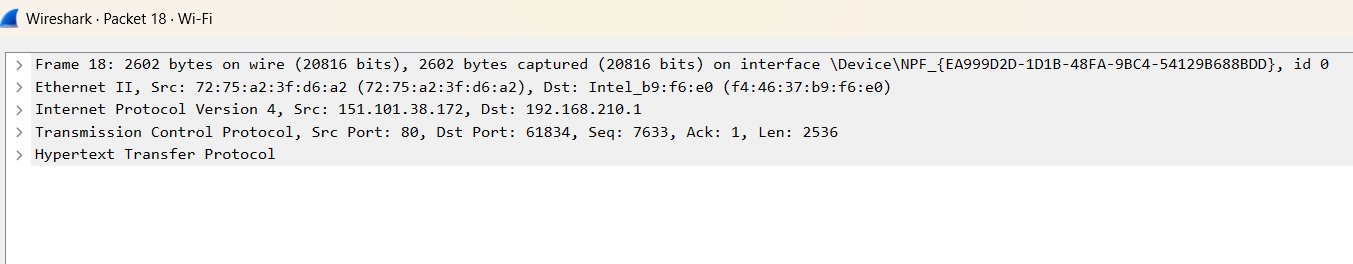 Wireshark · Packet 18 · Wi-Fi
Frame 18: 2602 bytes on wire (20816 bits), 2602 bytes captured (20816 bits) on interface \Device\NPF_{EA999D2D-1D1B-48FA-9BC4-54129B688BDD}, id 0
Ethernet II, Src: 72:75:a2:3f:d6:a2 (72:75:a2:3f:d6:a2), Dst: Intel_b9:f6:e0 (f4:46:37:b9:f6:e0)
Internet Protocol Version 4, Src: 151.101.38.172, Dst: 192.168.210.1
Transmission Control Protocol, Src Port: 80, Dst Port: 61834, Seq: 7633, Ack: 1, Len: 2536
Hypertext Transfer Protocol